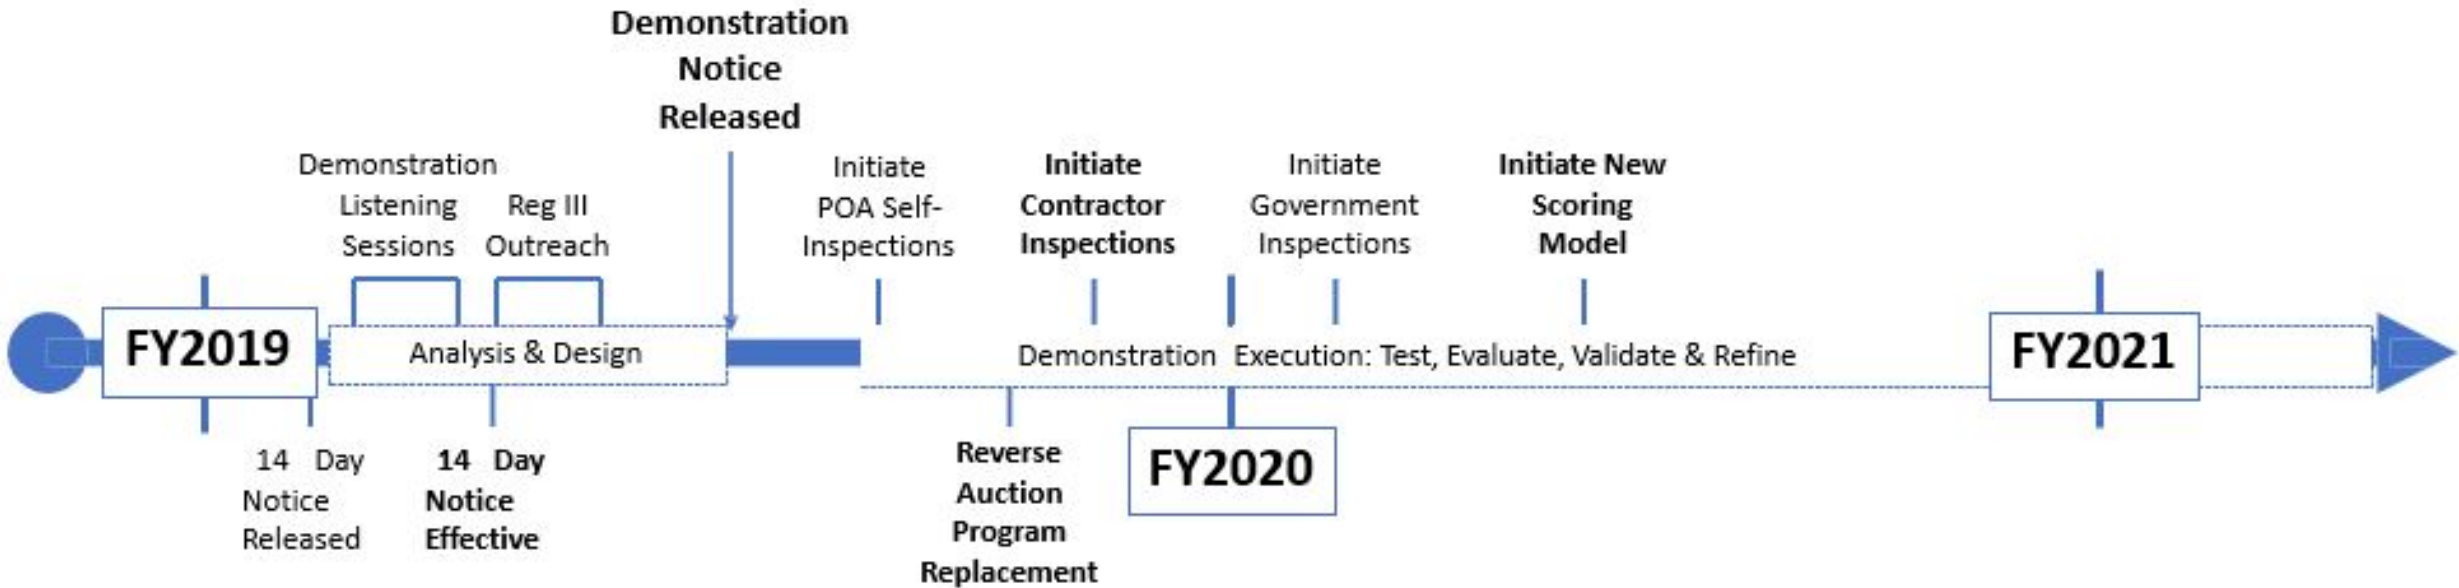 Demonstration
Notice
Released
Demonstration
Listening
Sessions
Reg III
Outreach
Initiate
POA Self-
Inspections
Initiate
Contractor
Inspections
Initiate
Government
Inspections
Initiate New
Scoring
Model
FY2019
Analysis & Design
Demonstration Execution: Test, Evaluate, Validate & Refine
FY2021
14 Day
Notice
Released
14 Day
Notice
Effective
Reverse
Auction
Program
Replacement
FY2020